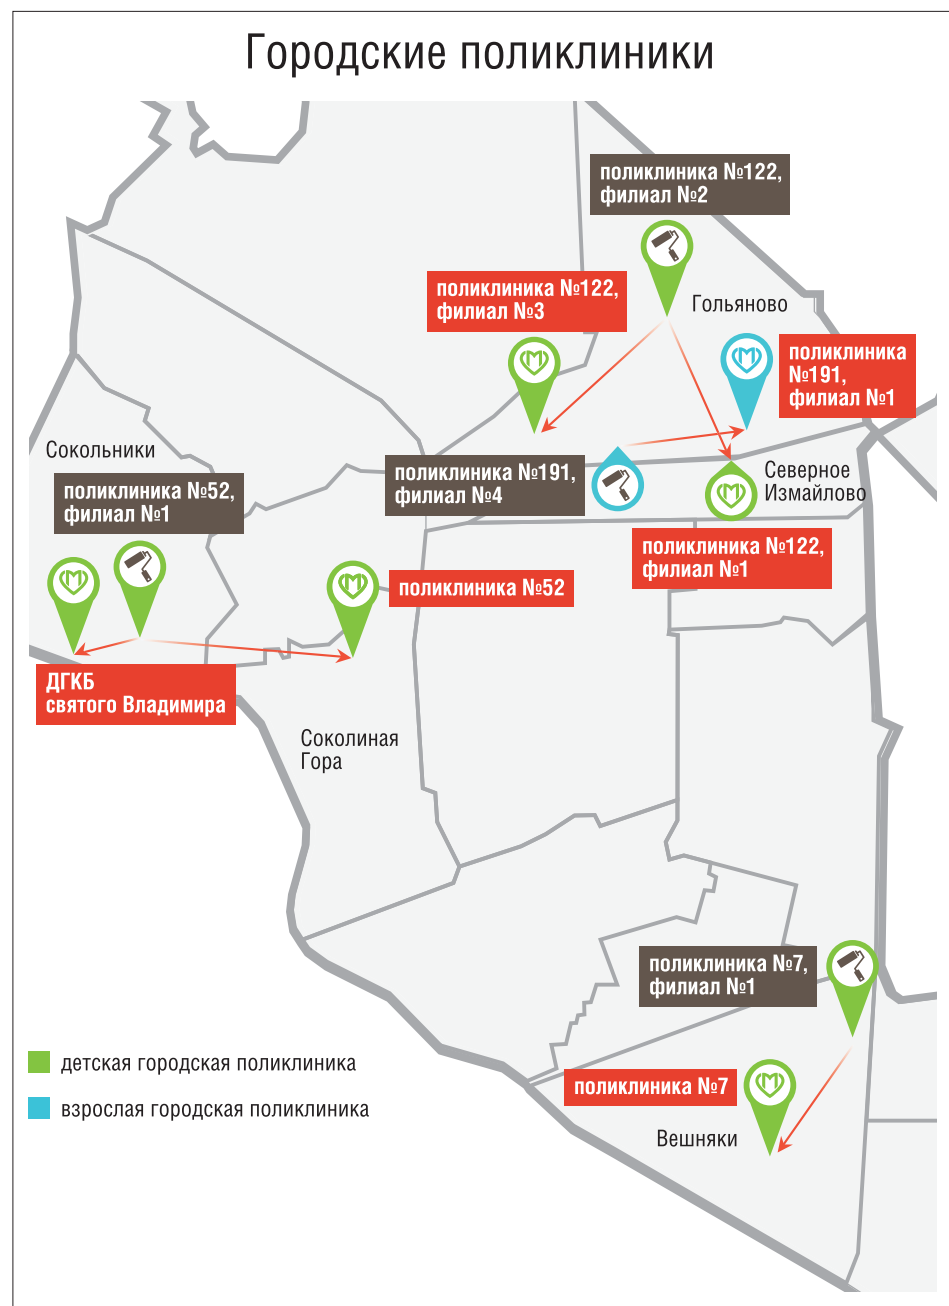 Городские поликлиники
поликлиника №122,
филиал №2
поликлиника №122,
филиал №3
Гольяново
поликлиника
№191,
филиал №1
Сокольники
поликлиника №52,
филиал №1
поликлиника №191,
филиал №4
Северное
Измайлово
поликлиника №122,
филиал №1
поликлиника №52
ДГКБ
святого Владимира
Соколиная
Гора
поликлиника №7,
филиал №1
детская городская поликлиника
взрослая городская поликлиника
поликлиника №7
Вешняки